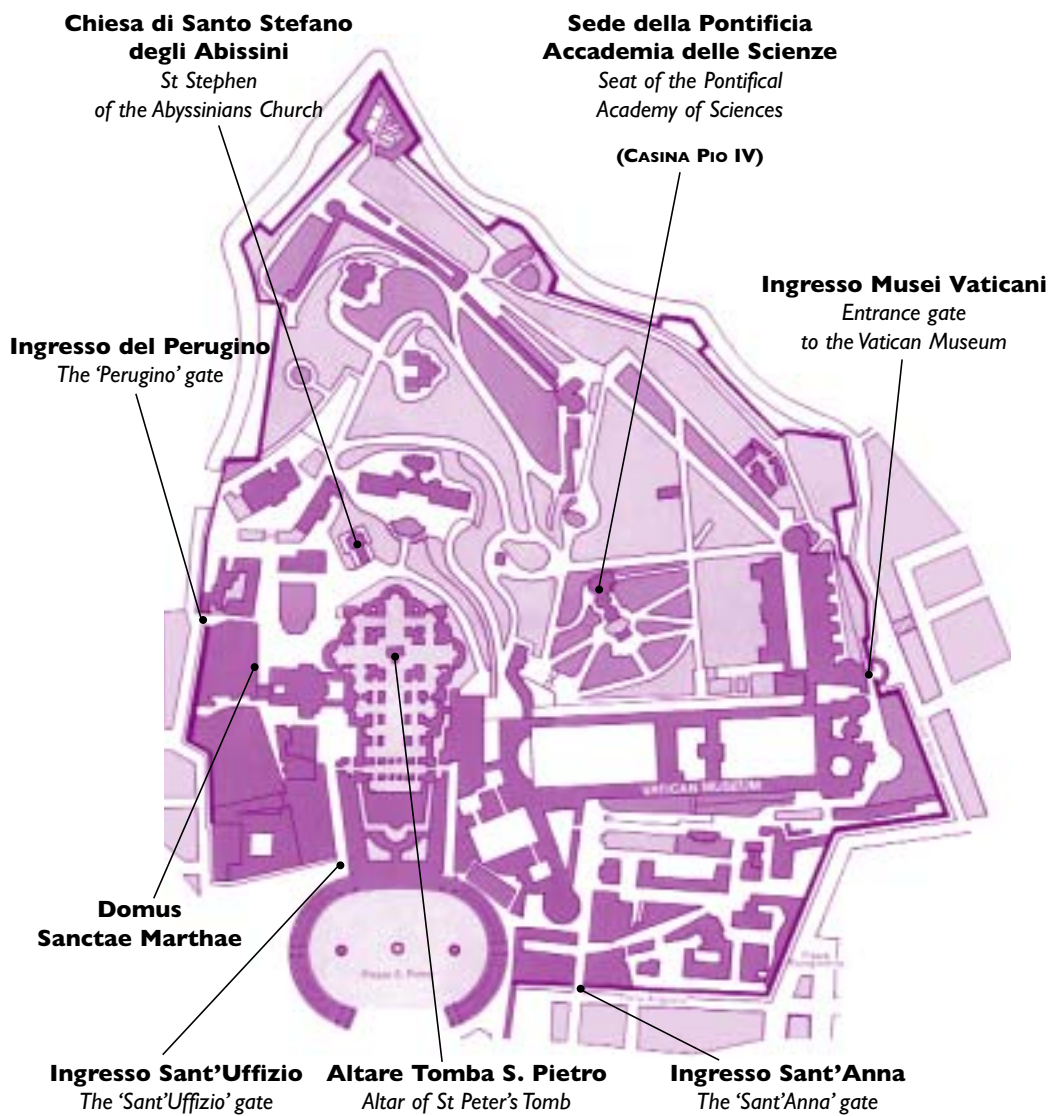 Chiesa di Santo Stefano
degli Abissini
St Stephen
of the Abyssinians Church
Sede della Pontificia
Accademia delle Scienze
Seat of the Pontifical
Academy of Sciences
(CASINA PIO IV)
Ingresso Musei Vaticani
Entrance gate
to the Vatican Museum
Ingresso del Perugino
The ‘Perugino’ gate
VATICAN MUSEUM
Domus
Sanctae Marthae
Piazza S. Pietro
Ingresso Sant’Uffizio
The ‘Sant’Uffizio’ gate
Altare Tomba S. Pietro
Altar of St Peter’s Tomb
Ingresso Sant’Anna
The ‘Sant’Anna’ gate